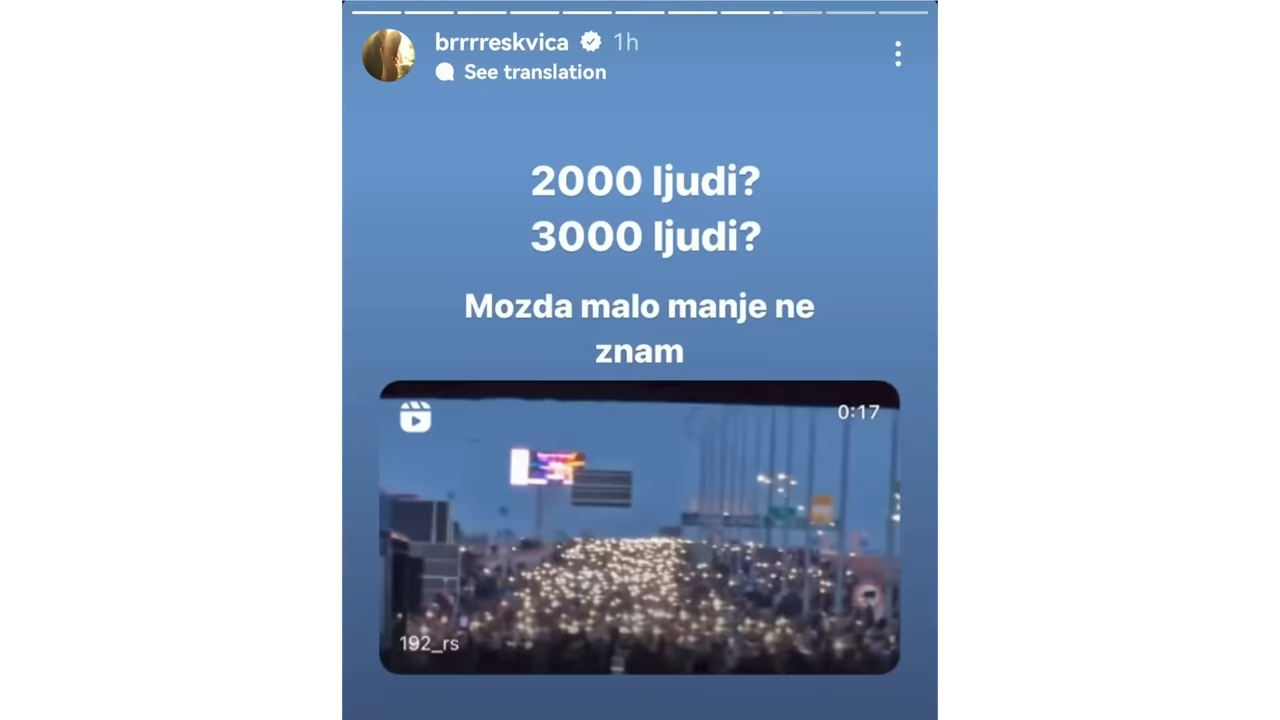 brrrreskvica 1h
See translation
2000 ljudi?
3000 ljudi?
Mozda malo manje ne
znam
0:17
192_rs